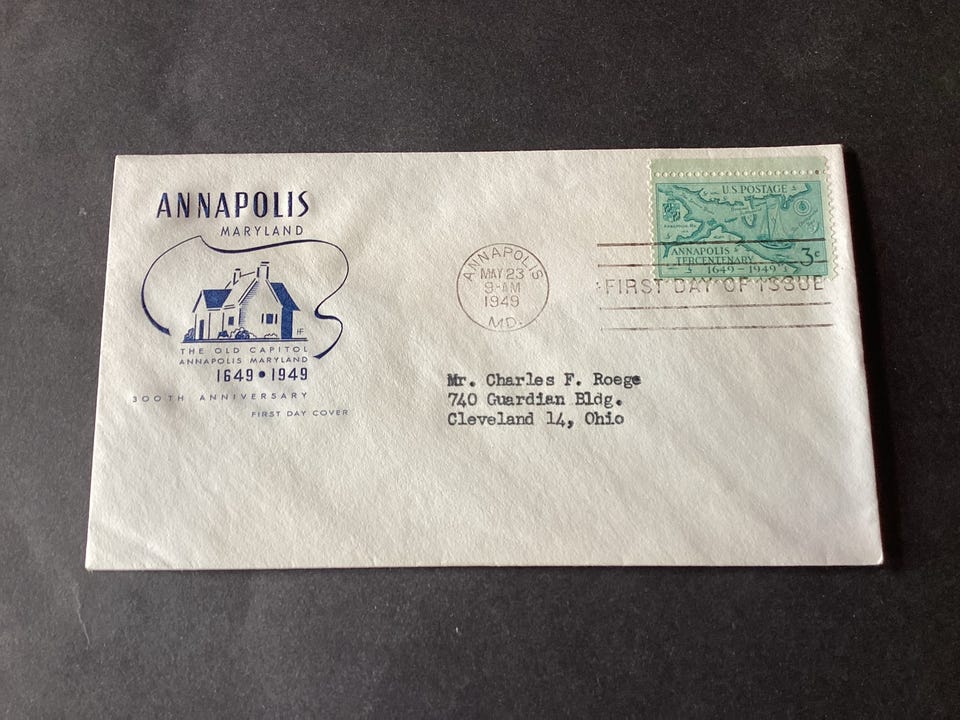 ANNAPOLIS
MARYLAND
HF
THE OLD CAPITOL
ANNAPOLIS MARYLAND
1649 • 1949
300TH ANNIVERSARY
FIRST DAY COVER
ANNAPOLIS
MAY 23
9-AM
1949
MD.
U.S. POSTAGE
ANNAPOLIS
TERCENTENARY
1649-1949
3¢
FIRST DAY OF ISSUE
Mr. Charles F. Roege
740 Guardian Bldg.
Cleveland 14, Ohio